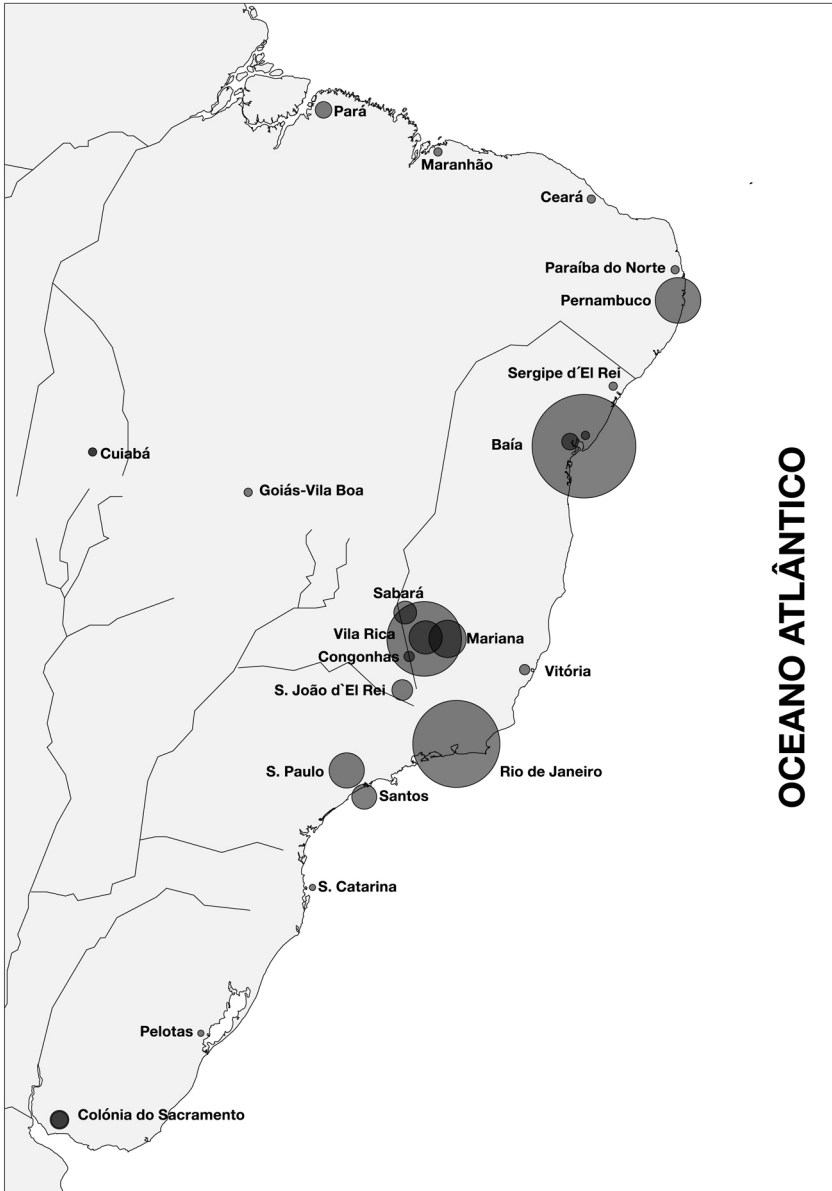 Pará
Maranhão
Ceará
Paraíba do Norte
Pernambuco
Sergipe d´El Rei
Baía
Cuiabá
Goiás-Vila Boa
Sabará
Vila Rica
Mariana
Congonhas
Vitória
S. João d`El Rei
S. Paulo
Rio de Janeiro
Santos
S. Catarina
Pelotas
Colónia do Sacramento
OCEANO ATLÂNTICO